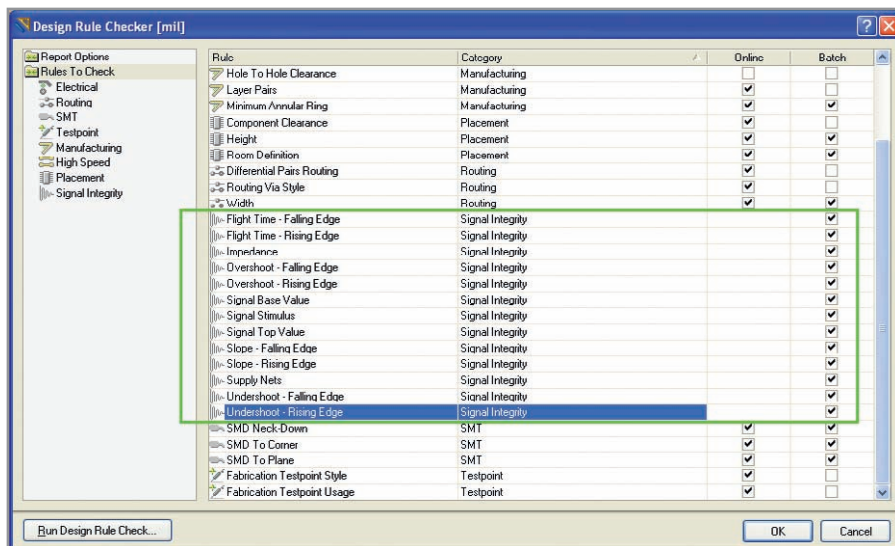 Design Rule Checker [mil]
Report Options
Rules To Check
Electrical
Routing
SMT
Testpoint
Manufacturing
High Speed
Placement
Signal Integrity
Rule Category Online Batch
Hole To Hole Clearance Manufacturing
Layer Pairs Manufacturing
Minimum Annular Ring Manufacturing
Component Clearance Placement
Height Placement
Room Definition Placement
Differential Pairs Routing Routing
Routing Via Style Routing
Width Routing
Flight Time - Falling Edge Signal Integrity
Flight Time - Rising Edge Signal Integrity
Impedance Signal Integrity
Overshoot - Falling Edge Signal Integrity
Overshoot - Rising Edge Signal Integrity
Signal Base Value Signal Integrity
Signal Stimulus Signal Integrity
Signal Top Value Signal Integrity
Slope - Falling Edge Signal Integrity
Slope - Rising Edge Signal Integrity
Supply Nets Signal Integrity
Undershoot - Falling Edge Signal Integrity
Undershoot - Rising Edge Signal Integrity
SMD Neck-Down SMT
SMD To Corner SMT
SMD To Plane SMT
Fabrication Testpoint Style Testpoint
Fabrication Testpoint Usage Testpoint
Run Design Rule Check... OK Cancel